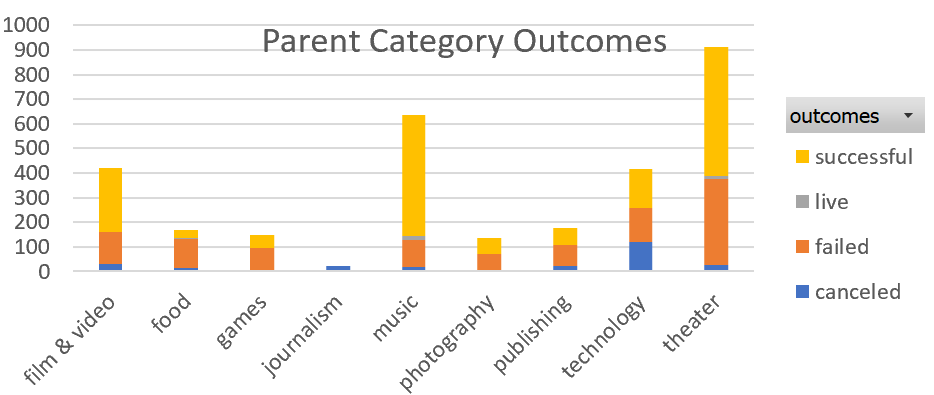 Parent Category Outcomes
1000
900
800
700
600
500
400
300
200
100
0
film & video
food
games
journalism
music
photography
publishing
technology
theater
outcomes
successful
live
failed
canceled